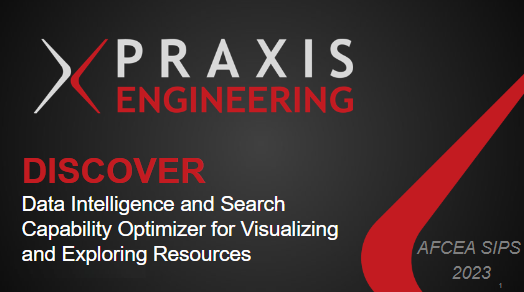 PRAXIS
ENGINEERING
DISCOVER
Data Intelligence and Search
Capability Optimizer for Visualizing
and Exploring Resources
AFCEA SIPS
2023
1